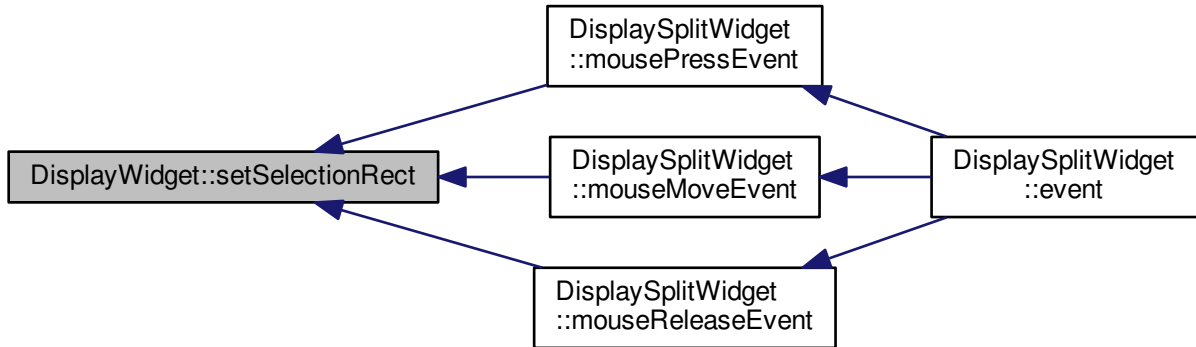 DisplaySplitWidget
::mousePressEvent
DisplayWidget::setSelectionRect
DisplaySplitWidget
::mouseMoveEvent
DisplaySplitWidget
::event
DisplaySplitWidget
::mouseReleaseEvent